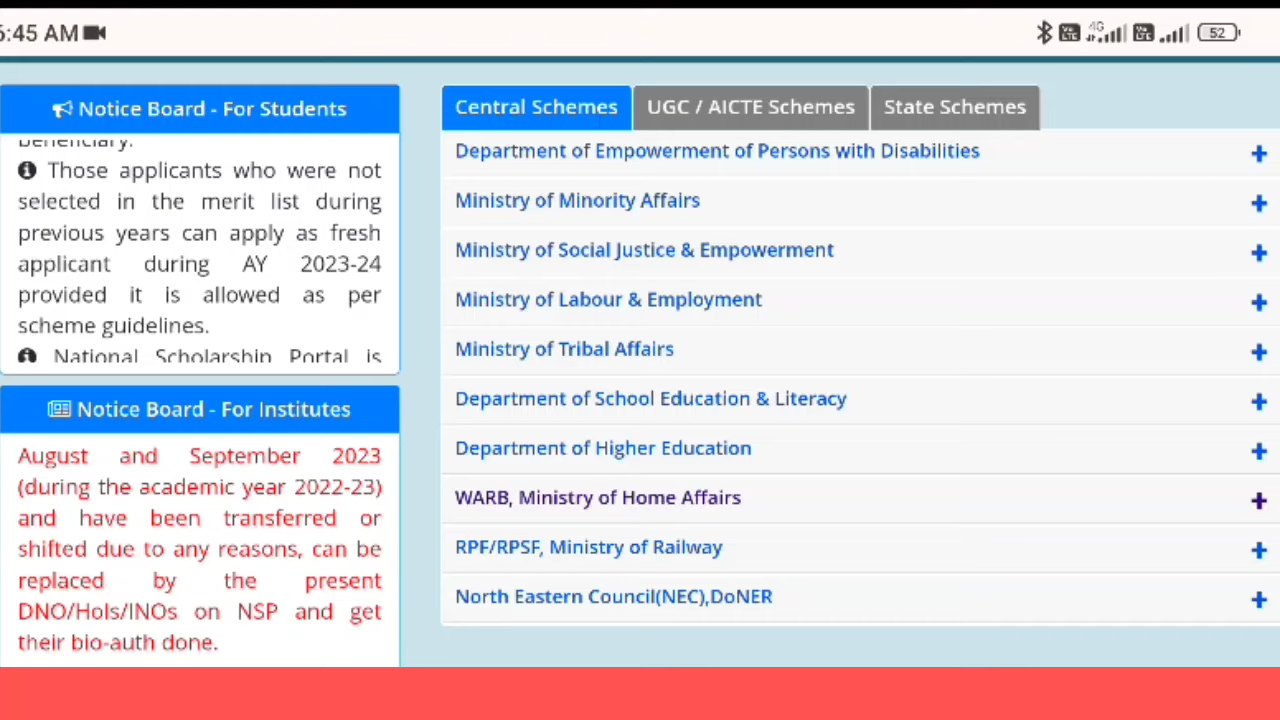 6:45 AM
4G
52
Notice Board - For Students
beneficiary.
Those applicants who were not
selected in the merit list during
previous years can apply as fresh
applicant during AY 2023-24
provided it is allowed as per
scheme guidelines.
National Scholarship Portal is
Notice Board - For Institutes
August and September 2023
(during the academic year 2022-23)
and have been transferred or
shifted due to any reasons, can be
replaced by the present
DNO/HoIs/INOs on NSP and get
their bio-auth done.
Central Schemes
UGC / AICTE Schemes
State Schemes
Department of Empowerment of Persons with Disabilities
Ministry of Minority Affairs
Ministry of Social Justice & Empowerment
Ministry of Labour & Employment
Ministry of Tribal Affairs
Department of School Education & Literacy
Department of Higher Education
WARB, Ministry of Home Affairs
RPF/RPSF, Ministry of Railway
North Eastern Council(NEC),DoNER